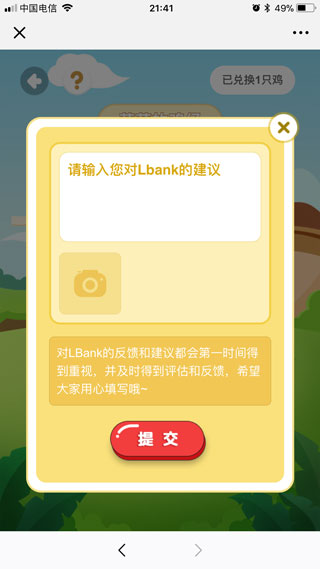 中国电信
21:41
49%
已兑换1只鸡
请输入您对Lbank的建议
对LBank的反馈和建议都会第一时间得
到重视，并及时得到评估和反馈，希望
大家用心填写哦~
提 交